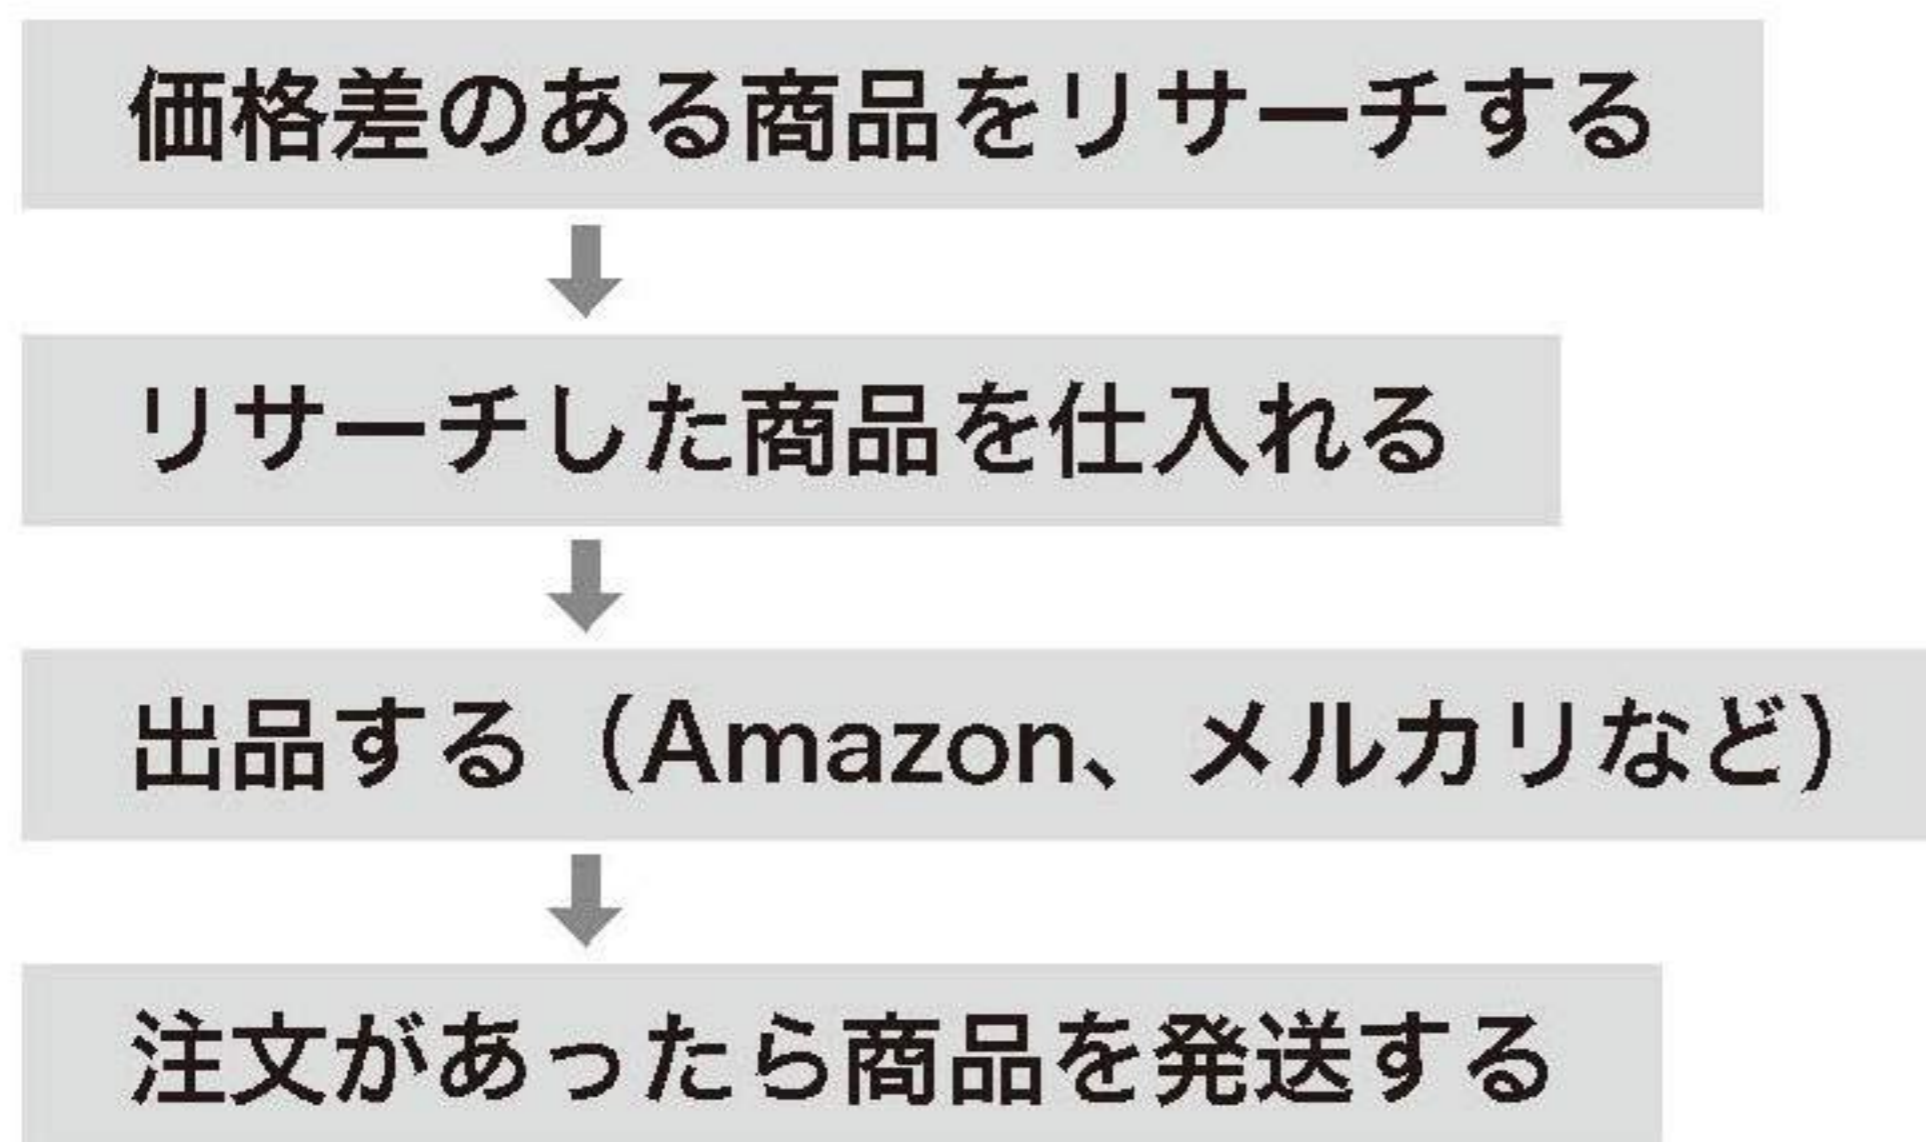 価格差のある商品をリサーチする
リサーチした商品を仕入れる
出品する（Amazon、メルカリなど）
注文があったら商品を発送する